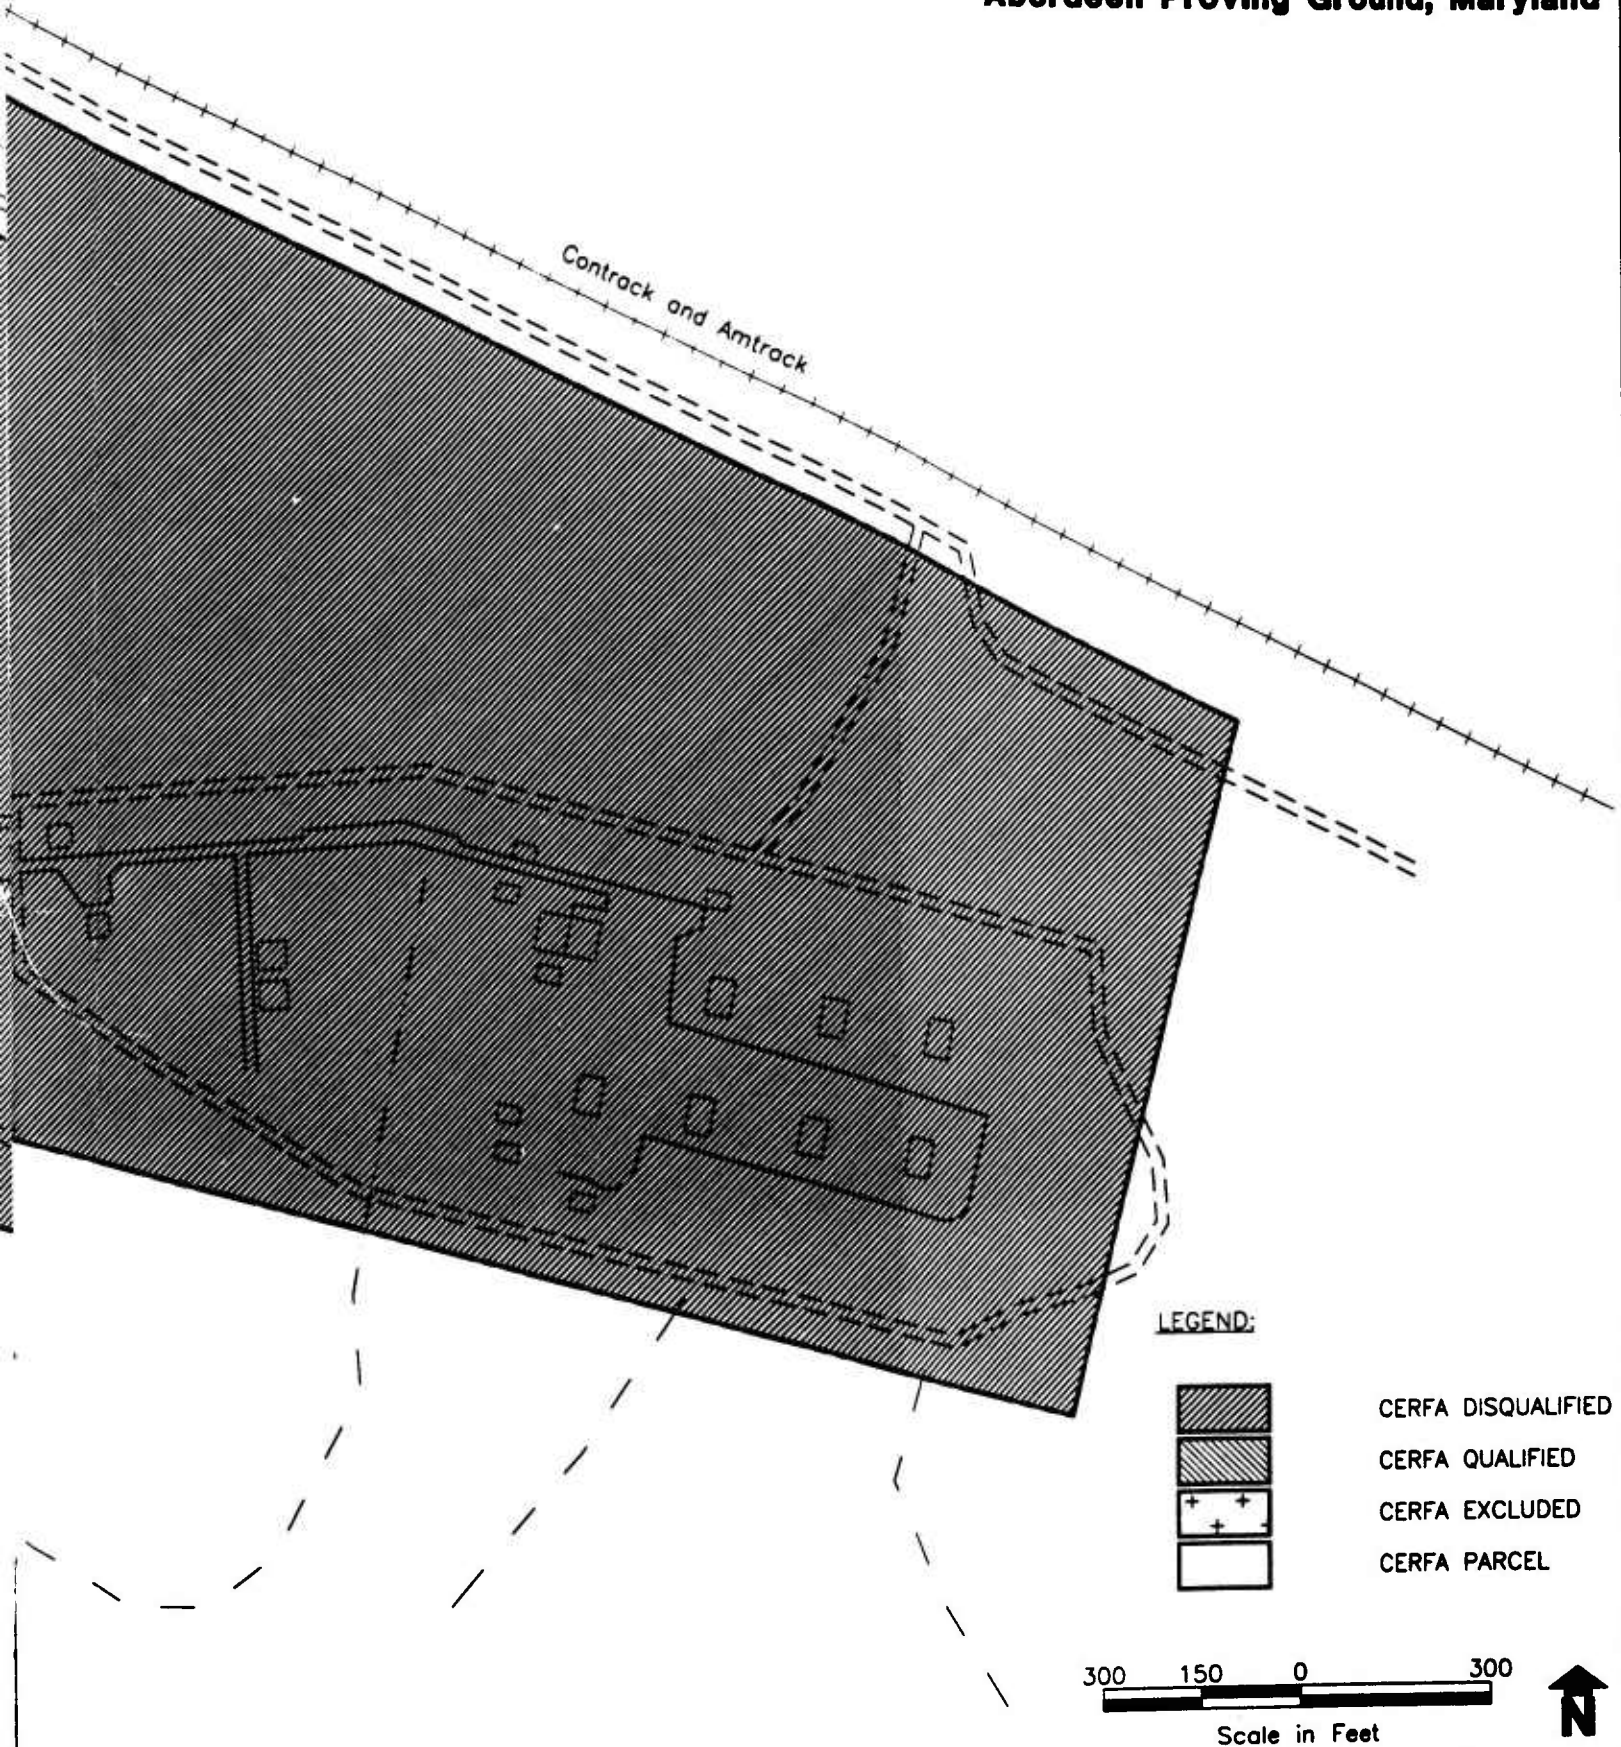 Aberdeen Proving Ground, Maryland
Contrack and Amtrack
LEGEND:
CERFA DISQUALIFIED
CERFA QUALIFIED
CERFA EXCLUDED
CERFA PARCEL
300 150 0 300
Scale in Feet
N